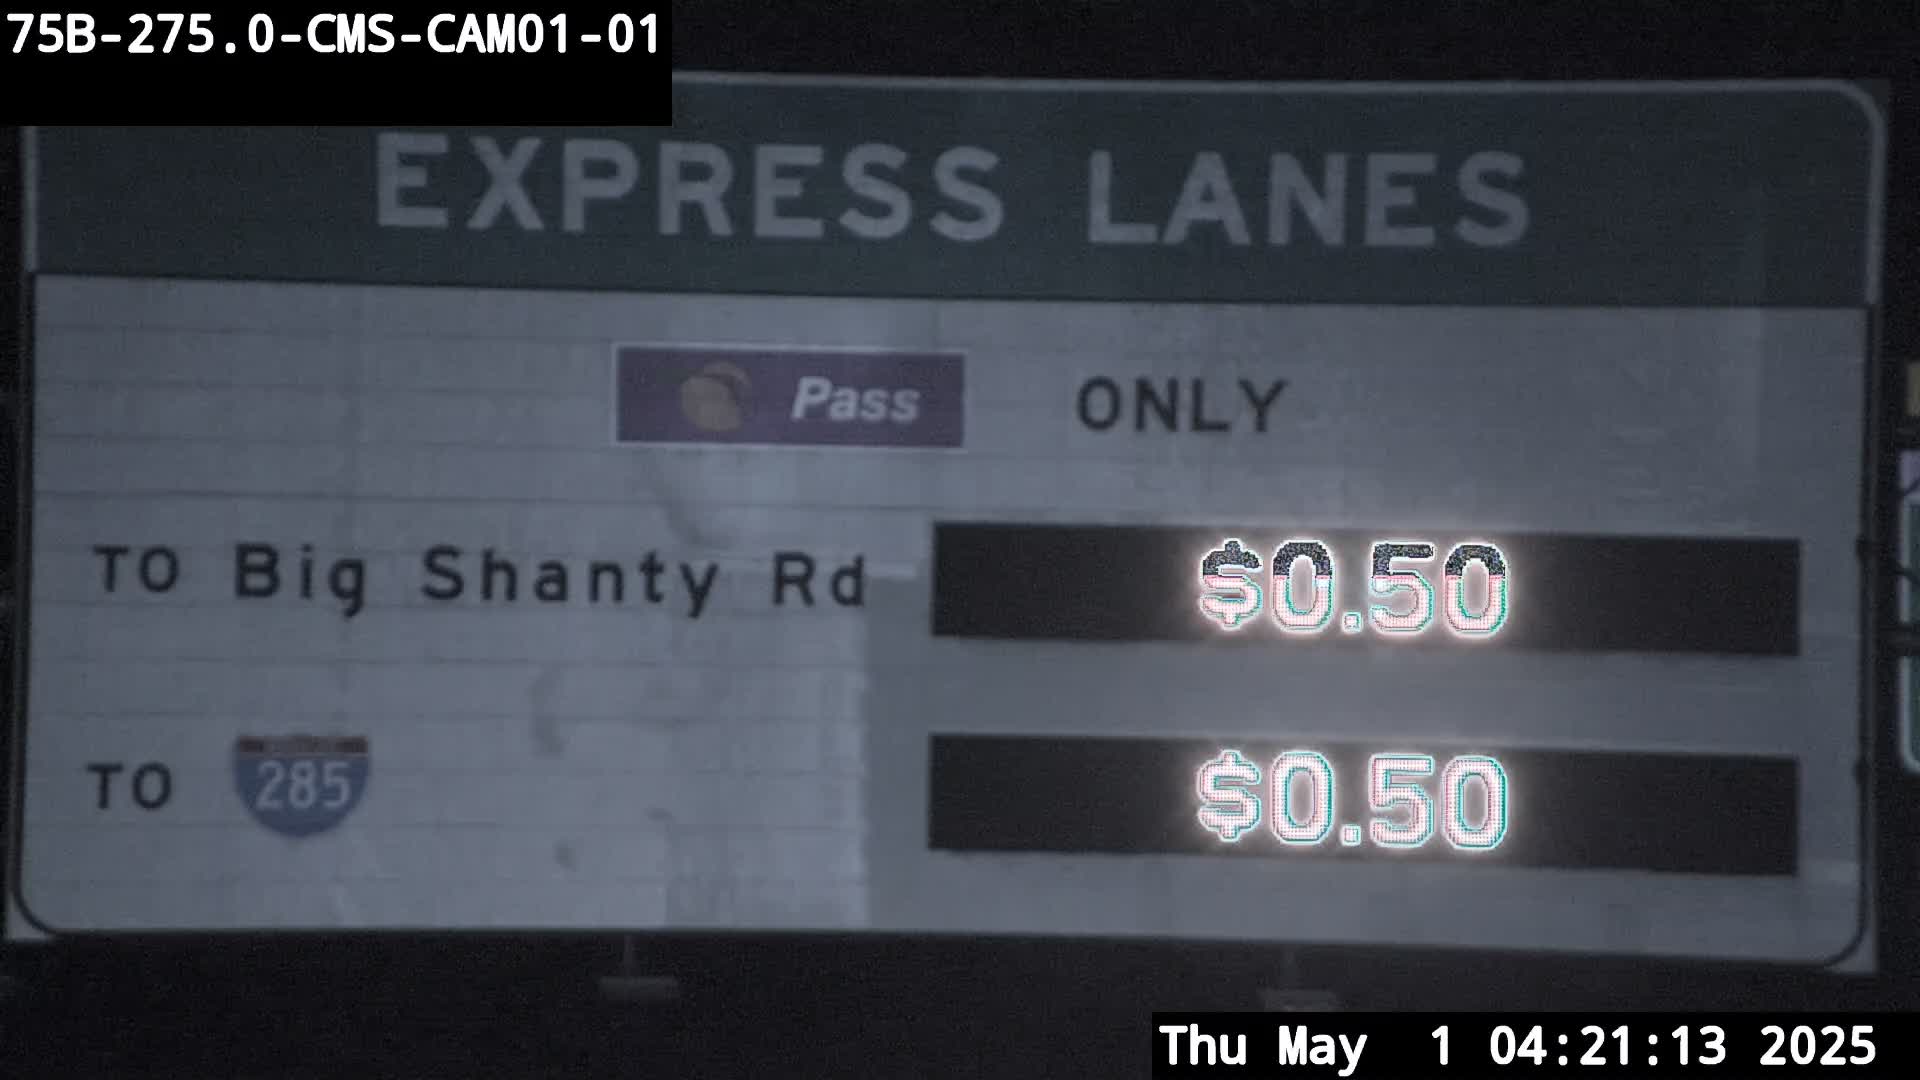 75B-275.0-CMS-CAM01-01
EXPRESS LANES
Pass ONLY
TO Big Shanty Rd $0.50
TO 285 $0.50
Thu May 1 04:21:13 2025